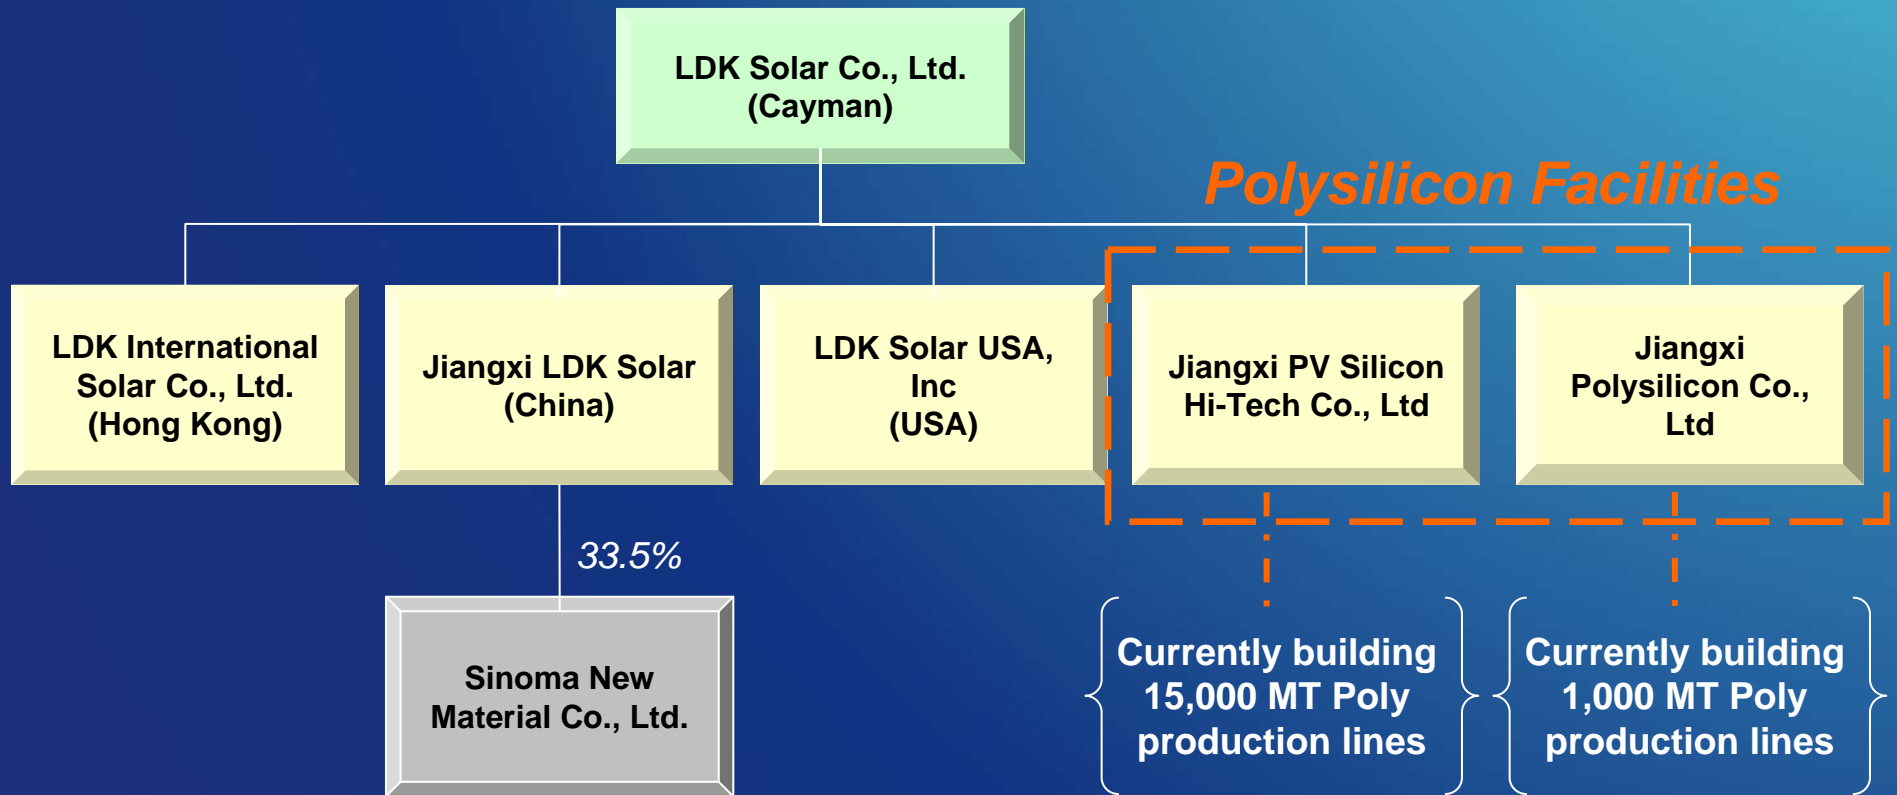 LDK Solar Co., Ltd.
(Cayman)
Polysilicon Facilities
LDK International
Solar Co., Ltd.
(Hong Kong)
Jiangxi LDK Solar
(China)
LDK Solar USA,
Inc
(USA)
Jiangxi PV Silicon
Hi-Tech Co., Ltd
Jiangxi
Polysilicon Co.,
Ltd
33.5%
Sinoma New
Material Co., Ltd.
Currently building
15,000 MT Poly
production lines
Currently building
1,000 MT Poly
production lines